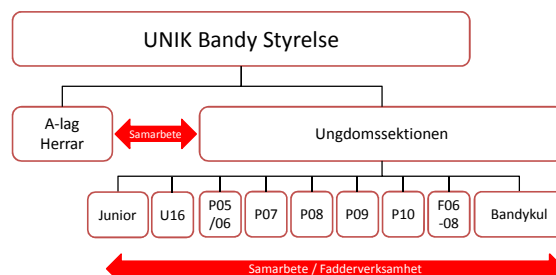 UNIK Bandy Styrelse
A-lag
Herrar
Samarbete
Ungdomssektionen
Junior
U16
P05
/06
P07
P08
P09
P10
F06
-08
Bandykul
Samarbete / Fadderverksamhet